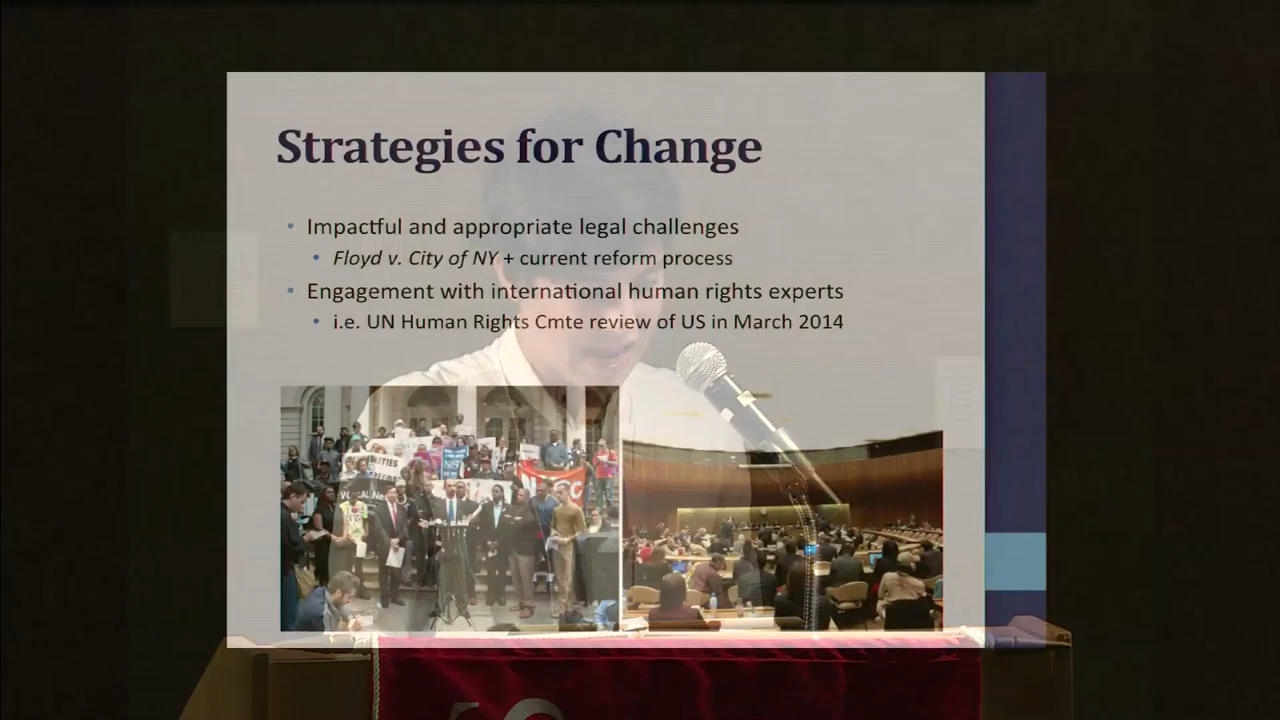 Strategies for Change
• Impactful and appropriate legal challenges
• Floyd v. City of NY + current reform process
• Engagement with international human rights experts
• i.e. UN Human Rights Cmte review of US in March 2014